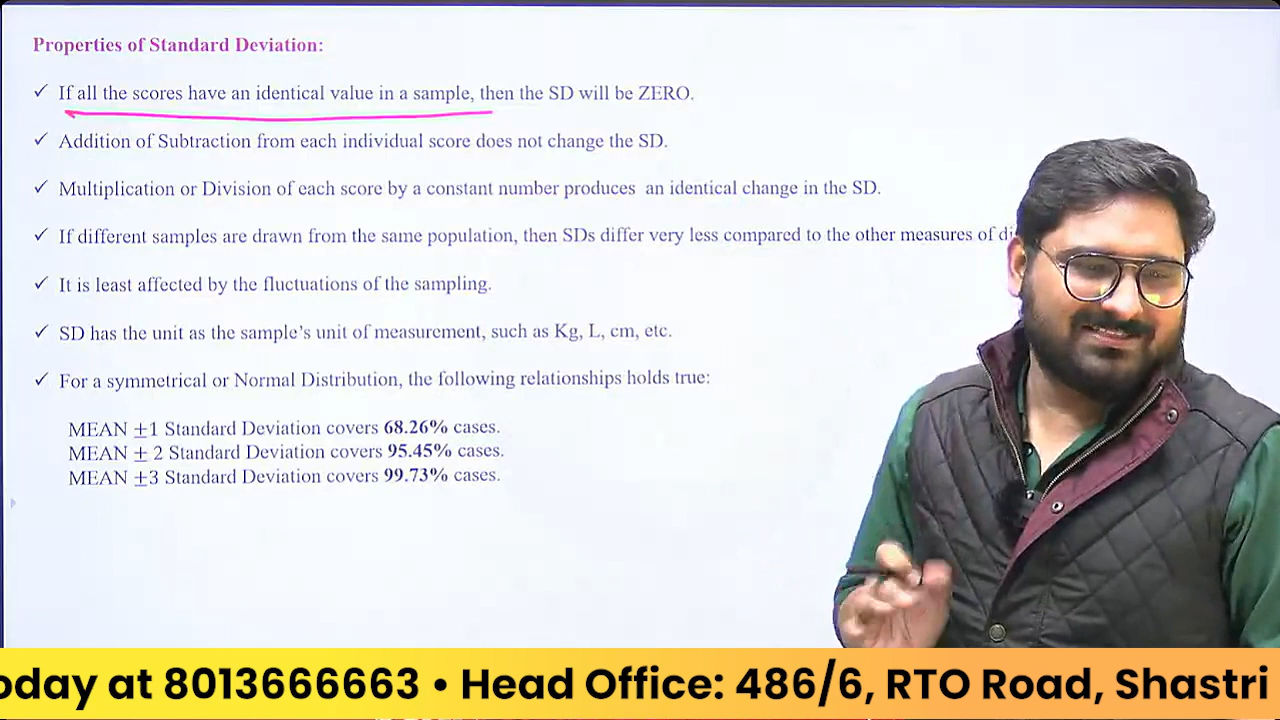 Properties of Standard Deviation:
✓ If all the scores have an identical value in a sample, then the SD will be ZERO.
✓ Addition of Subtraction from each individual score does not change the SD.
✓ Multiplication or Division of each score by a constant number produces an identical change in the SD.
✓ If different samples are drawn from the same population, then SDs differ very less compared to the other measures of
✓ It is least affected by the fluctuations of the sampling.
✓ SD has the unit as the sample's unit of measurement, such as Kg, L, cm, etc.
✓ For a symmetrical or Normal Distribution, the following relationships holds true:
MEAN ±1 Standard Deviation covers 68.26% cases.
MEAN ± 2 Standard Deviation covers 95.45% cases.
MEAN ±3 Standard Deviation covers 99.73% cases.
oday at 8013666663 • Head Office: 486/6, RTO Road, Shastri